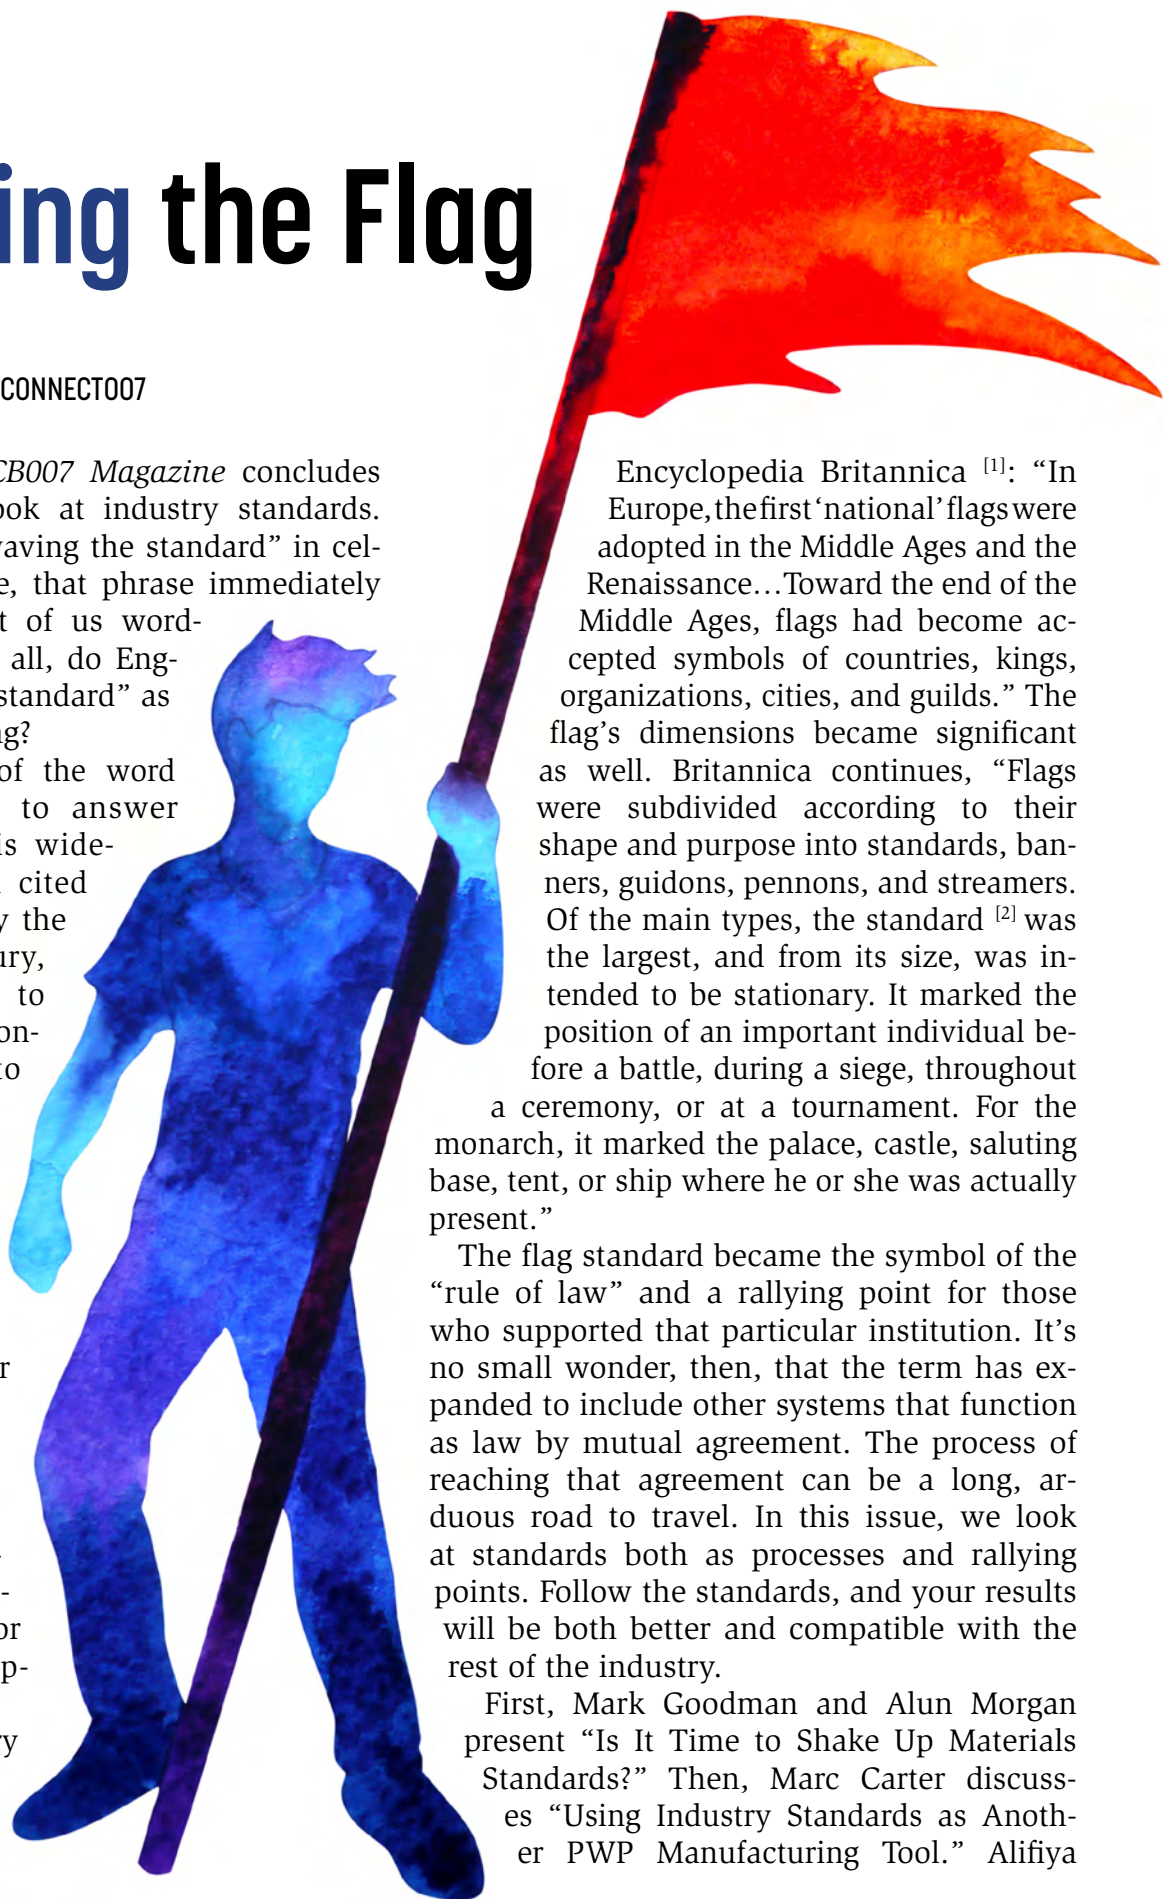 ing the Flag
CONNECT007
CB007 Magazine concludes
ook at industry standards.
vaving the standard” in cel-
e, that phrase immediately
t of us word-
all, do Eng-
standard” as
ng?
of the word
to answer
is wide-
cited
y the
ury,
to
on-
to
r
-
or
p-
ry
Encyclopedia Britannica [1]: “In
Europe, the first ‘national’ flags were
adopted in the Middle Ages and the
Renaissance…Toward the end of the
Middle Ages, flags had become ac-
cepted symbols of countries, kings,
organizations, cities, and guilds.” The
flag’s dimensions became significant
as well. Britannica continues, “Flags
were subdivided according to their
shape and purpose into standards, ban-
ners, guidons, pennons, and streamers.
Of the main types, the standard [2] was
the largest, and from its size, was in-
tended to be stationary. It marked the
position of an important individual be-
fore a battle, during a siege, throughout
a ceremony, or at a tournament. For the
monarch, it marked the palace, castle, saluting
base, tent, or ship where he or she was actually
present.”
The flag standard became the symbol of the
“rule of law” and a rallying point for those
who supported that particular institution. It’s
no small wonder, then, that the term has ex-
panded to include other systems that function
as law by mutual agreement. The process of
reaching that agreement can be a long, ar-
duous road to travel. In this issue, we look
at standards both as processes and rallying
points. Follow the standards, and your results
will be both better and compatible with the
rest of the industry.
First, Mark Goodman and Alun Morgan
present “Is It Time to Shake Up Materials
Standards?” Then, Marc Carter discuss-
es “Using Industry Standards as Anoth-
er PWP Manufacturing Tool.” Alifiya